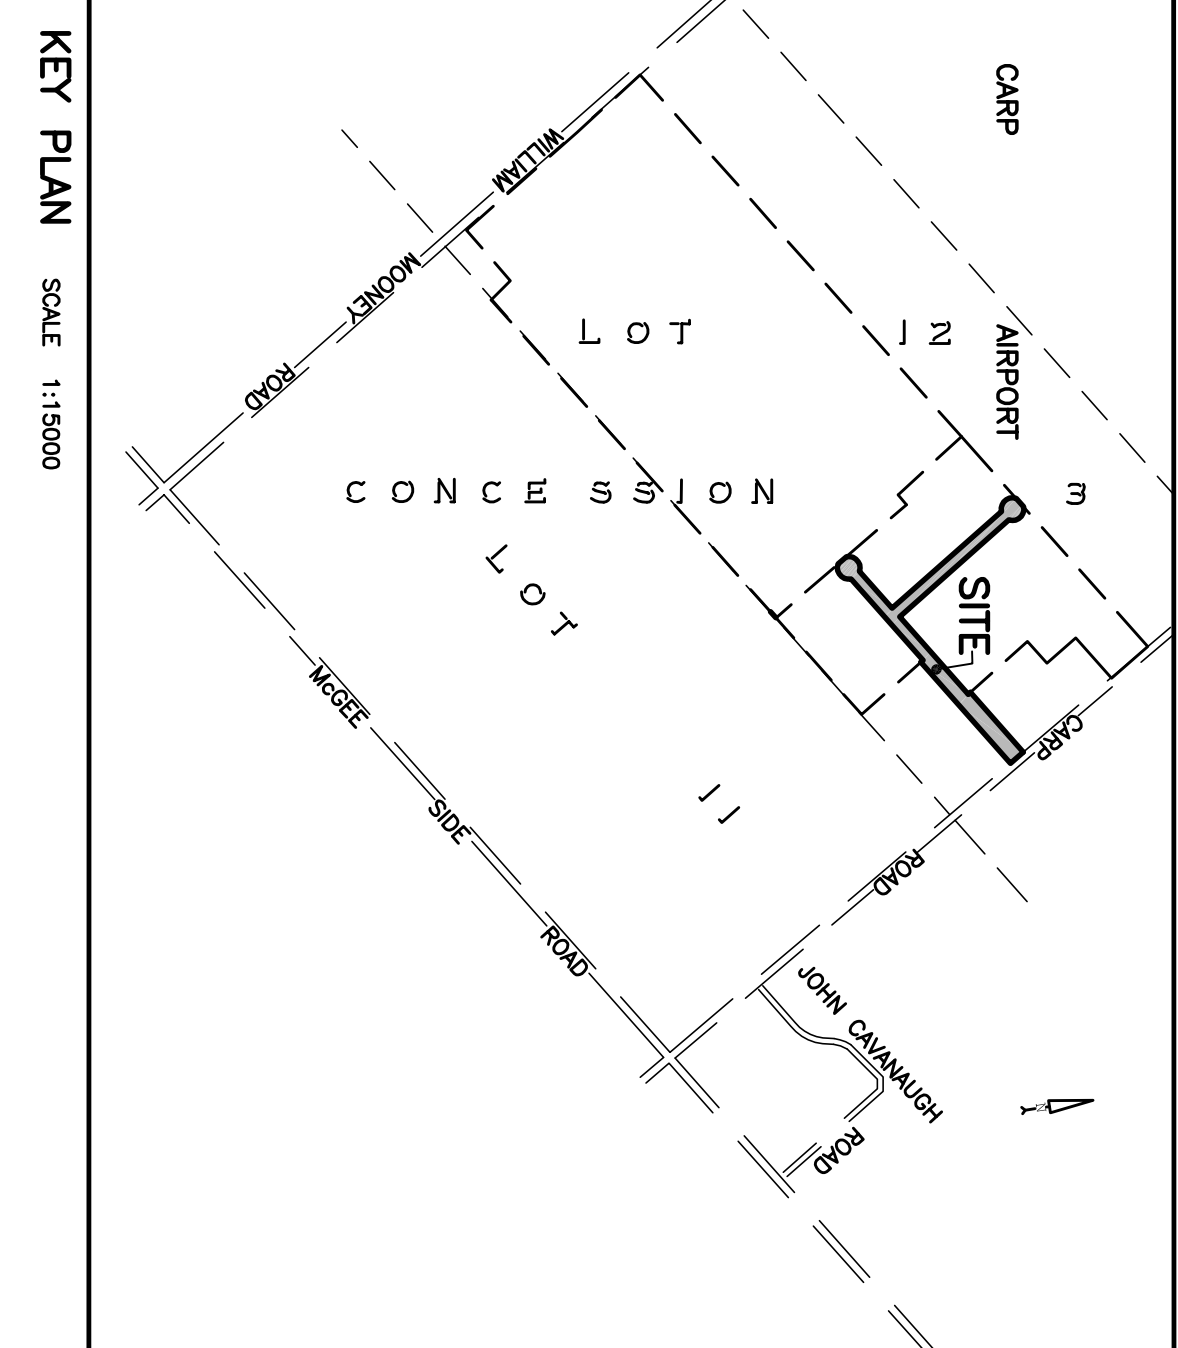 CARP
AIRPORT
LOT 12
CONCESSION 3
SITE
WILLIAM
MOONEY
ROAD
LOT 11
CARP
ROAD
McGEE
SIDE
ROAD
JOHN CAVANAUGH
ROAD
N
KEY PLAN SCALE 1:15000